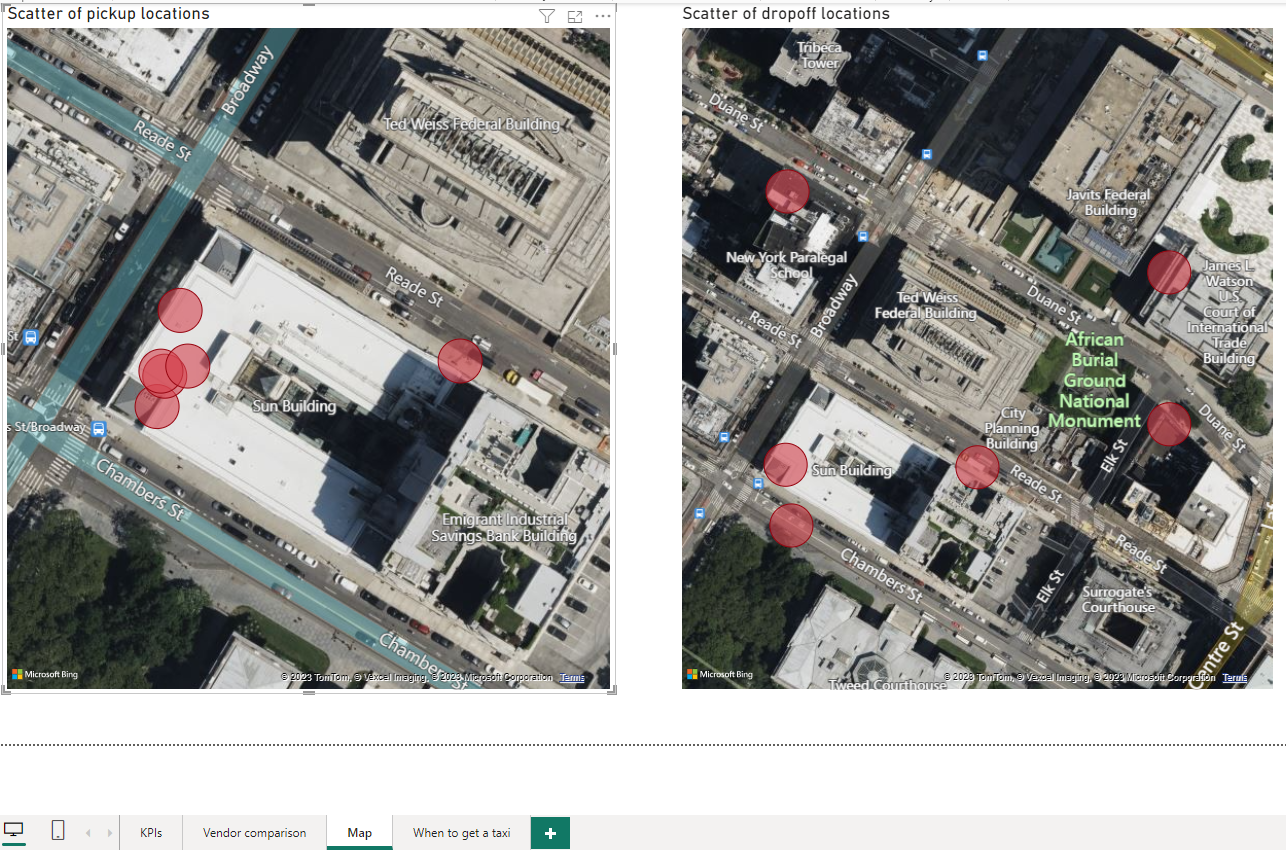 Scatter of pickup locations
Broadway
Reade St
Ted Weiss Federal Building
Reade St
St
Sun Building
s St/Broadway
Chambers St
Emigrant Industrial
Savings Bank Building
Chambers St
Microsoft Bing
© 2023 TomTom, © Vexcel Imaging, © 2023 Microsoft Corporation Terms
Scatter of dropoff locations
Tribeca
Tower
Duane St
Javits Federal
Building
New York Paralegal
School
James L.
Watson
U.S.
Court of
International
Trade
Building
Broadway
Ted Weiss
Federal Building
Duane St
Reade St
African
Burial
Ground
National
Monument
City
Planning
Building
Duane St
Elk St
Sun Building
Reade St
Chambers St
Reade St
Elk St
Surrogate's
Courthouse
Centre St
Tweed Courthouse
Microsoft Bing
© 2023 TomTom, © Vexcel Imaging, © 2023 Microsoft Corporation Terms
KPIs
Vendor comparison
Map
When to get a taxi
+